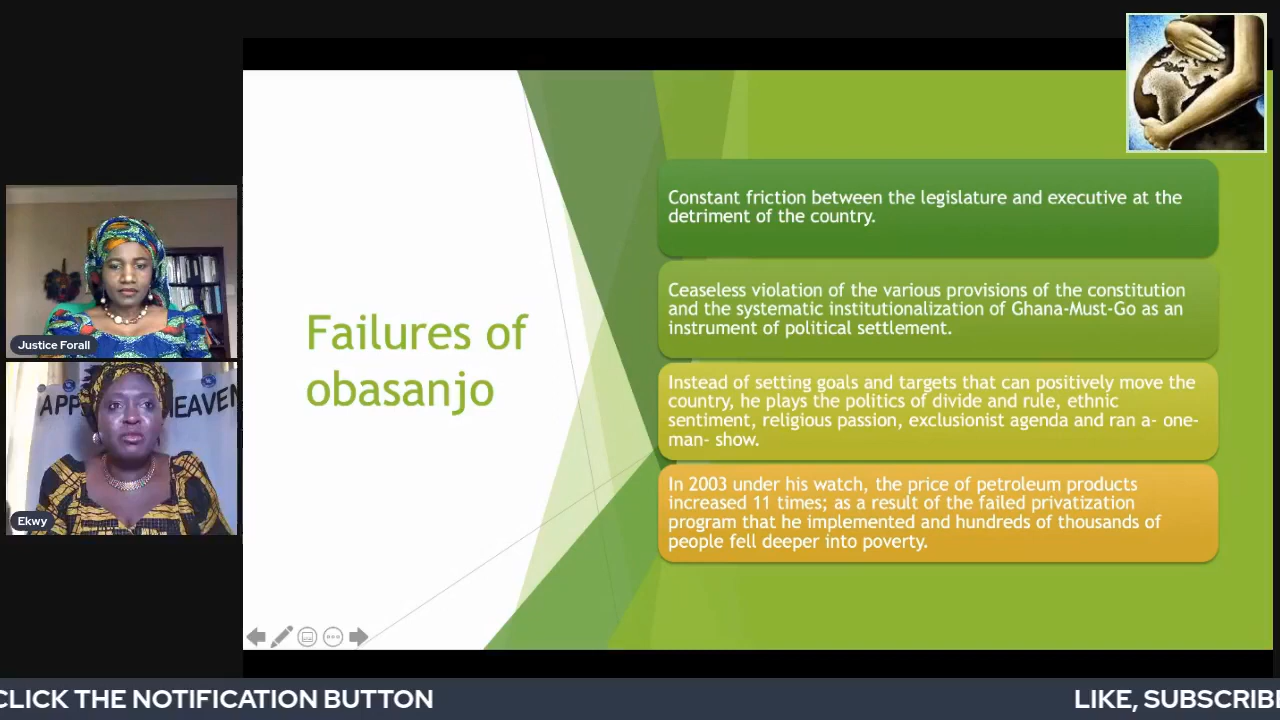 Failures of
obasanjo
Constant friction between the legislature and executive at the
detriment of the country.
Ceaseless violation of the various provisions of the constitution
and the systematic institutionalization of Ghana-Must-Go as an
instrument of political settlement.
Instead of setting goals and targets that can positively move the
country, he plays the politics of divide and rule, ethnic
sentiment, religious passion, exclusionist agenda and ran a- one-
man- show.
In 2003 under his watch, the price of petroleum products
increased 11 times; as a result of the failed privatization
program that he implemented and hundreds of thousands of
people fell deeper into poverty.
Justice Forall
APP HEAVEN
Ekwy
CLICK THE NOTIFICATION BUTTON
LIKE, SUBSCRIBE